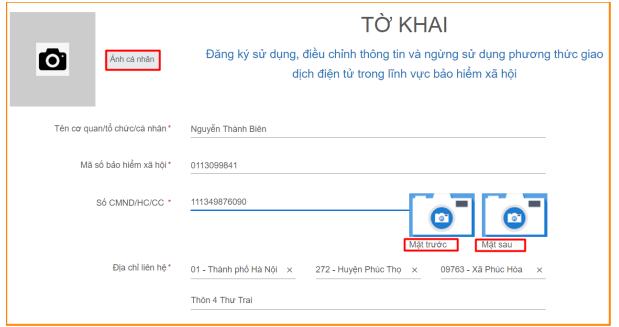 TỜ KHAI
Đăng ký sử dụng, điều chỉnh thông tin và ngừng sử dụng phương thức giao
dịch điện tử trong lĩnh vực bảo hiểm xã hội
Ảnh cá nhân
Tên cơ quan/tổ chức/cá nhân * Nguyễn Thành Biên
Mã số bảo hiểm xã hội * 0113099841
Số CMND/HC/CC * 111349876090
Mặt trước Mặt sau
Địa chỉ liên hệ * 01 - Thành phố Hà Nội × 272 - Huyện Phúc Thọ × 09763 - Xã Phúc Hòa ×
Thôn 4 Thư Trai